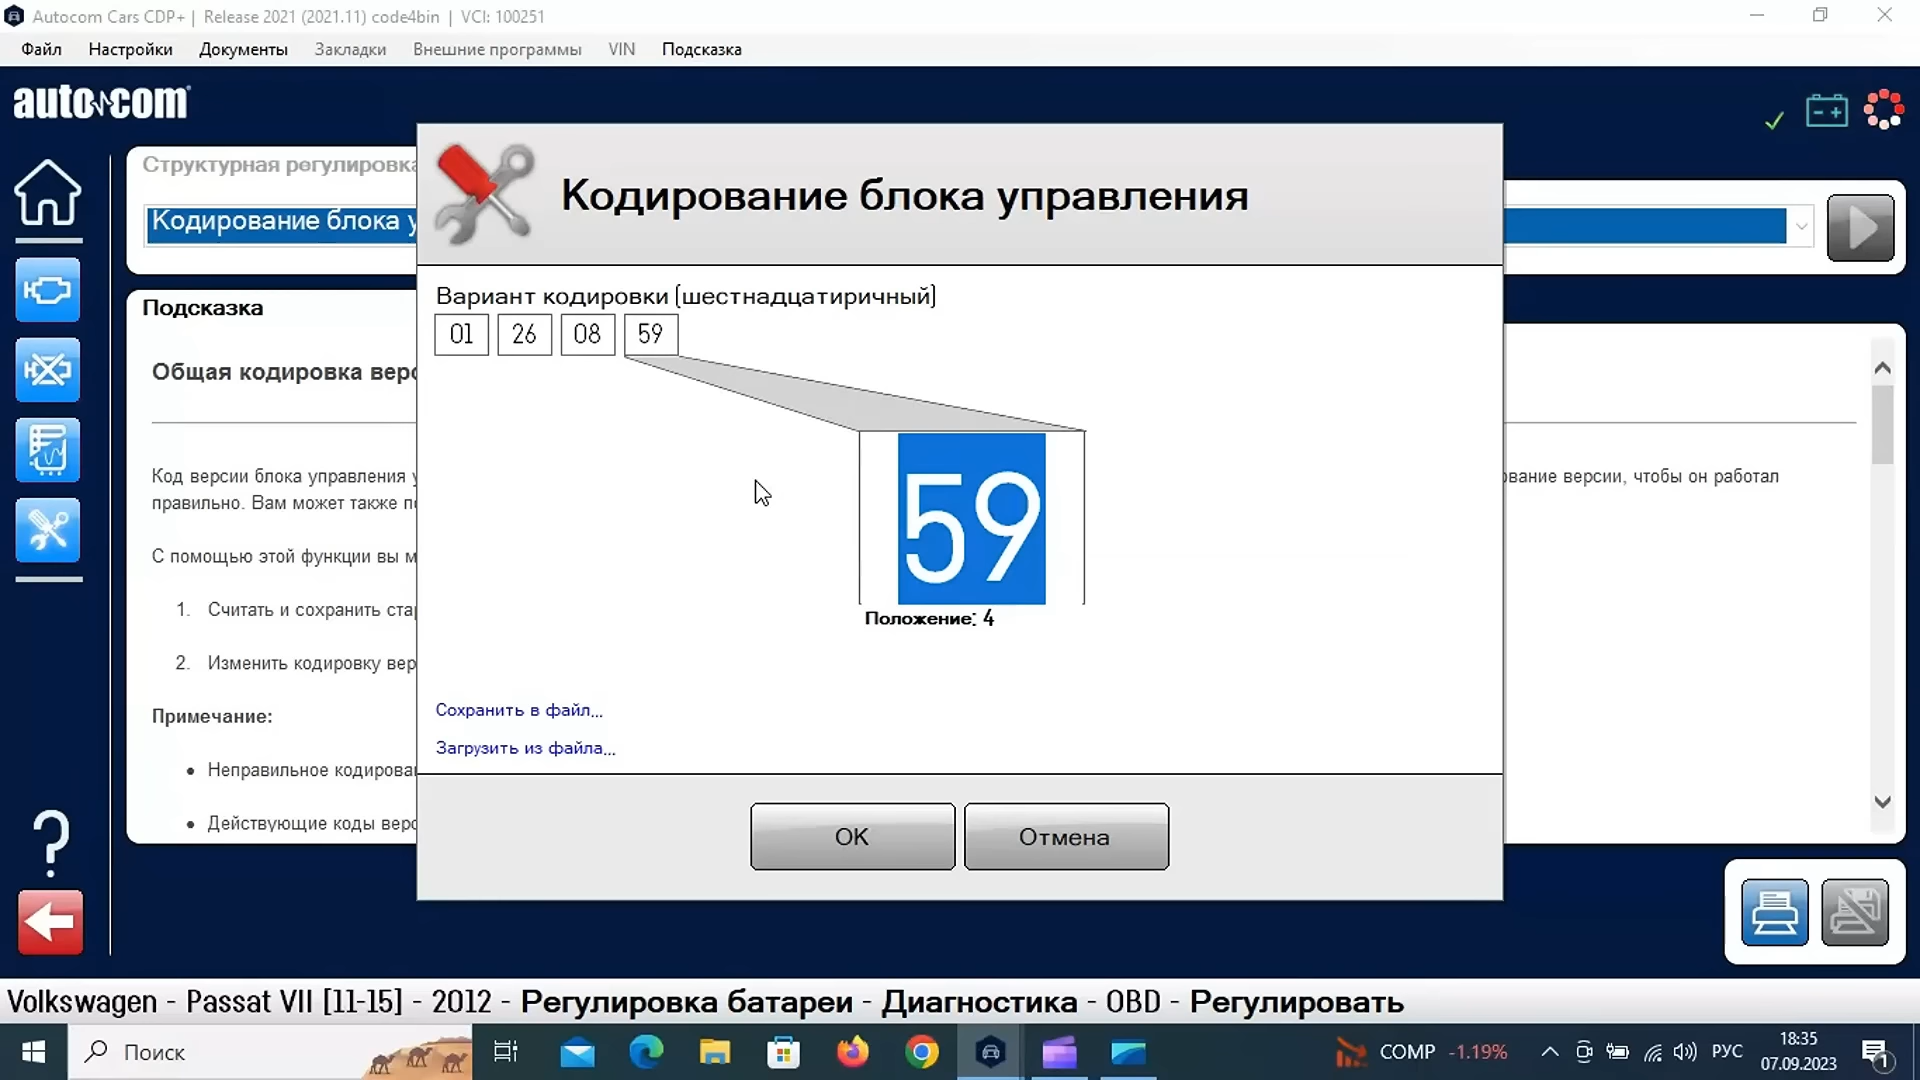 Autocom Cars CDP+ | Release 2021 (2021.11) code4bin | VCI: 100251
Файл Настройки Документы Закладки Внешние программы VIN Подсказка
autocom
Структурная регулировка
Кодирование блока у
Кодирование блока управления
Подсказка
Вариант кодировки (шестнадцатиричный)
01 26 08 59
Общая кодировка верс
Код версии блока управления у
ование версии, чтобы он работал
правильно. Вам может также п
59
С помощью этой функции вы м
1. Считать и сохранить ста
Положение: 4
2. Изменить кодировку вер
Примечание:
Сохранить в файл...
Загрузить из файла...
• Неправильное кодирова
• Действующие коды верс
OK Отмена
Volkswagen - Passat VII [11-15] - 2012 - Регулировка батареи - Диагностика - OBD - Регулировать
Поиск
COMP -1.19%
РУС
18:35
07.09.2023
1